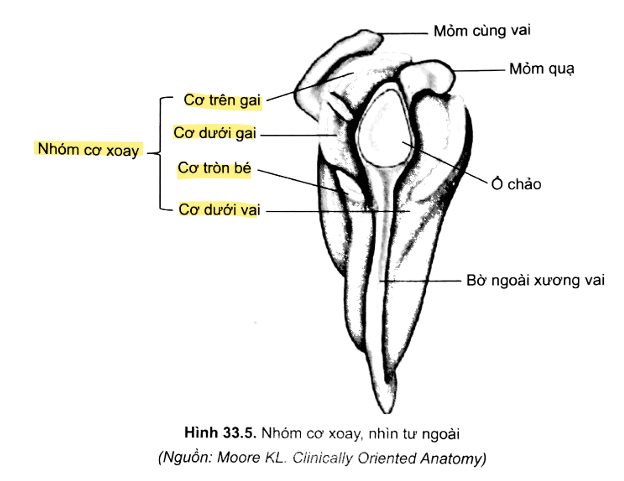 Mỏm cùng vai
Mỏm quạ
Cơ trên gai
Cơ dưới gai
Nhóm cơ xoay
Cơ tròn bé
Ổ chảo
Cơ dưới vai
Bờ ngoài xương vai
Hình 33.5. Nhóm cơ xoay, nhìn tư ngoài
(Nguồn: Moore KL. Clinically Oriented Anatomy)